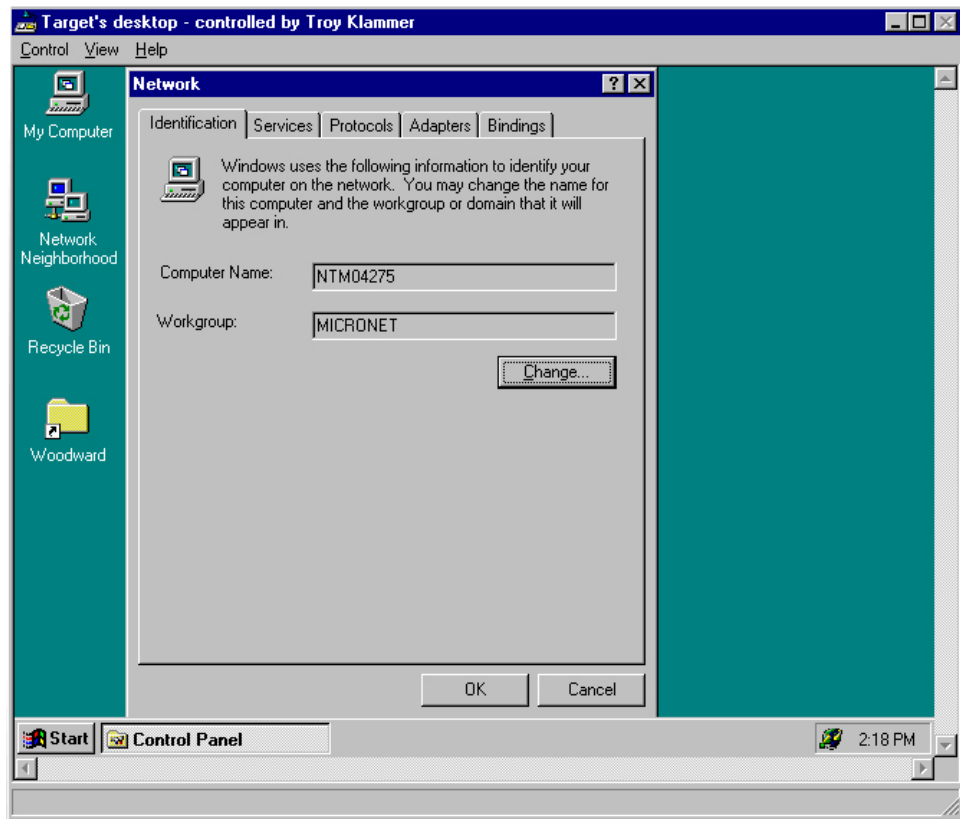 Target's desktop - controlled by Troy Klammer
Control View Help
My Computer
Network
Neighborhood
Recycle Bin
Woodward
Network
Identification Services Protocols Adapters Bindings
Windows uses the following information to identify your
computer on the network. You may change the name for
this computer and the workgroup or domain that it will
appear in.
Computer Name: NTM04275
Workgroup: MICRONET
Change...
OK Cancel
Start Control Panel 2:18 PM